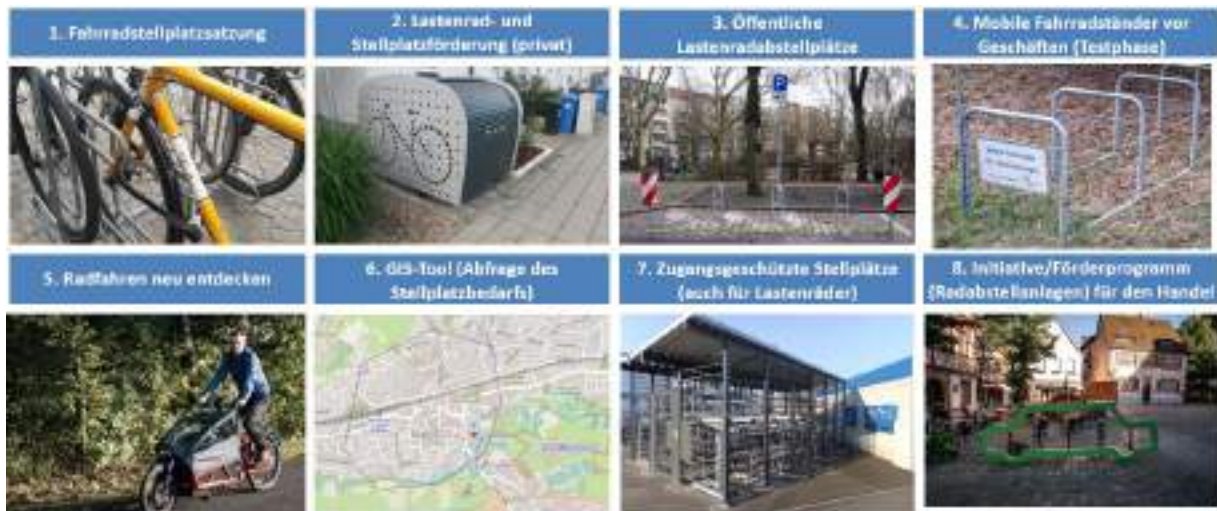 1. Fahrradstellplatzsatzung
2. Lastenrad- und
Stellplatzförderung (privat)
3. Öffentliche
Lastenradabstellplätze
4. Mobile Fahrradständer vor
Geschäften (Testphase)
5. Radfahren neu entdecken
6. GIS-Tool (Abfrage des
Stellplatzbedarfs)
7. Zugangsgeschützte Stellplätze
(auch für Lastenräder)
8. Initiative/Förderprogramm
(Radabstellanlagen) für den Handel
P